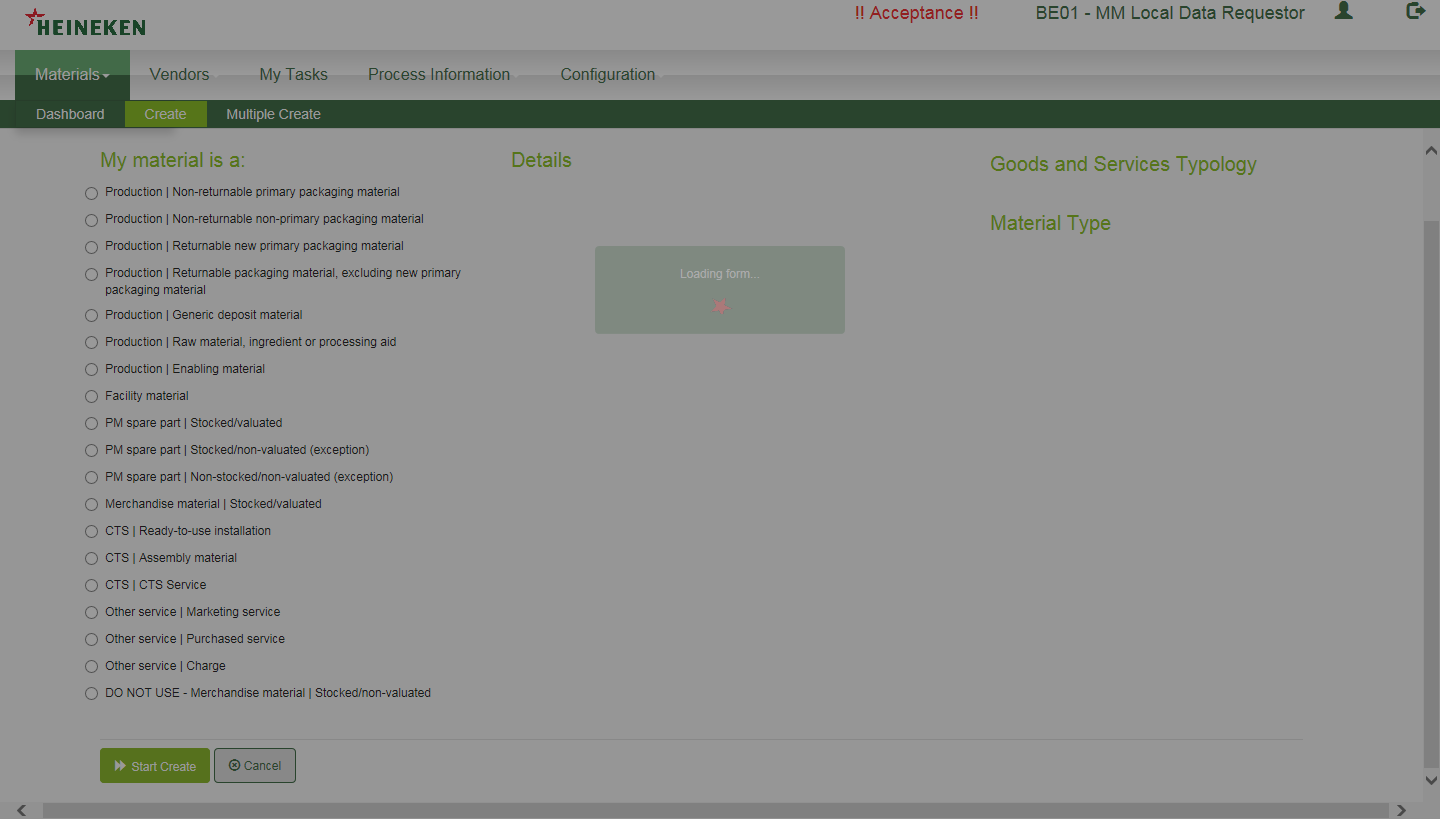 HEINEKEN
!! Acceptance !!
BE01 - MM Local Data Requestor
Materials
Vendors
My Tasks
Process Information
Configuration
Dashboard
Create
Multiple Create
My material is a:
Production | Non-returnable primary packaging material
Production | Non-returnable non-primary packaging material
Production | Returnable new primary packaging material
Production | Returnable packaging material, excluding new primary
packaging material
Production | Generic deposit material
Production | Raw material, ingredient or processing aid
Production | Enabling material
Facility material
PM spare part | Stocked/valuated
PM spare part | Stocked/non-valuated (exception)
PM spare part | Non-stocked/non-valuated (exception)
Merchandise material | Stocked/valuated
CTS | Ready-to-use installation
CTS | Assembly material
CTS | CTS Service
Other service | Marketing service
Other service | Purchased service
Other service | Charge
DO NOT USE - Merchandise material | Stocked/non-valuated
Details
Loading form...
Goods and Services Typology
Material Type
Start Create
Cancel